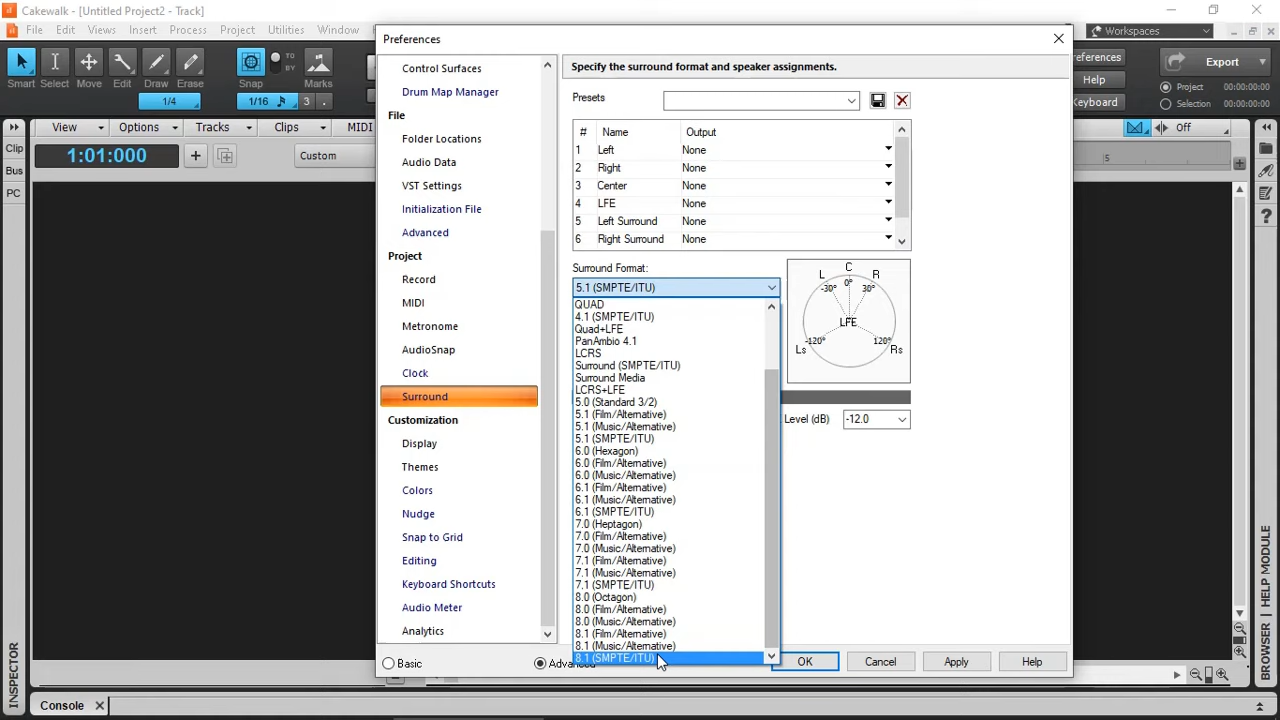 Cakewalk - [Untitled Project2 - Track]
File Edit Views Insert Process Project Utilities Window
Workspaces
Smart Select Move Edit Draw Erase Snap TO BY Marks
1/4 1/16 3 .
Preferences
Help
Keyboard
Export
Project 00:00:00:00
Selection 00:00:00:00
View Options Tracks Clips MIDI
Off
1:01:000
Custom
5
Clip
Bus
PC
INSPECTOR
HELP MODULE
BROWSER
Console
Preferences
Control Surfaces
Drum Map Manager
File
Folder Locations
Audio Data
VST Settings
Initialization File
Advanced
Project
Record
MIDI
Metronome
AudioSnap
Clock
Surround
Customization
Display
Themes
Colors
Nudge
Snap to Grid
Editing
Keyboard Shortcuts
Audio Meter
Analytics
Basic
Advanced
Specify the surround format and speaker assignments.
Presets
# Name Output
1 Left None
2 Right None
3 Center None
4 LFE None
5 Left Surround None
6 Right Surround None
Surround Format:
5.1 (SMPTE/ITU)
QUAD
4.1 (SMPTE/ITU)
Quad+LFE
PanAmbio 4.1
LCRS
Surround (SMPTE/ITU)
Surround Media
LCRS+LFE
5.0 (Standard 3/2)
5.1 (Film/Alternative)
5.1 (Music/Alternative)
5.1 (SMPTE/ITU)
6.0 (Hexagon)
6.0 (Film/Alternative)
6.0 (Music/Alternative)
6.1 (Film/Alternative)
6.1 (Music/Alternative)
6.1 (SMPTE/ITU)
7.0 (Heptagon)
7.0 (Film/Alternative)
7.0 (Music/Alternative)
7.1 (Film/Alternative)
7.1 (Music/Alternative)
7.1 (SMPTE/ITU)
8.0 (Octagon)
8.0 (Film/Alternative)
8.0 (Music/Alternative)
8.1 (Film/Alternative)
8.1 (Music/Alternative)
8.1 (SMPTE/ITU)
C
L R
-30° 0° 30°
LFE
-120° 120°
Ls Rs
Level (dB) -12.0
OK Cancel Apply Help